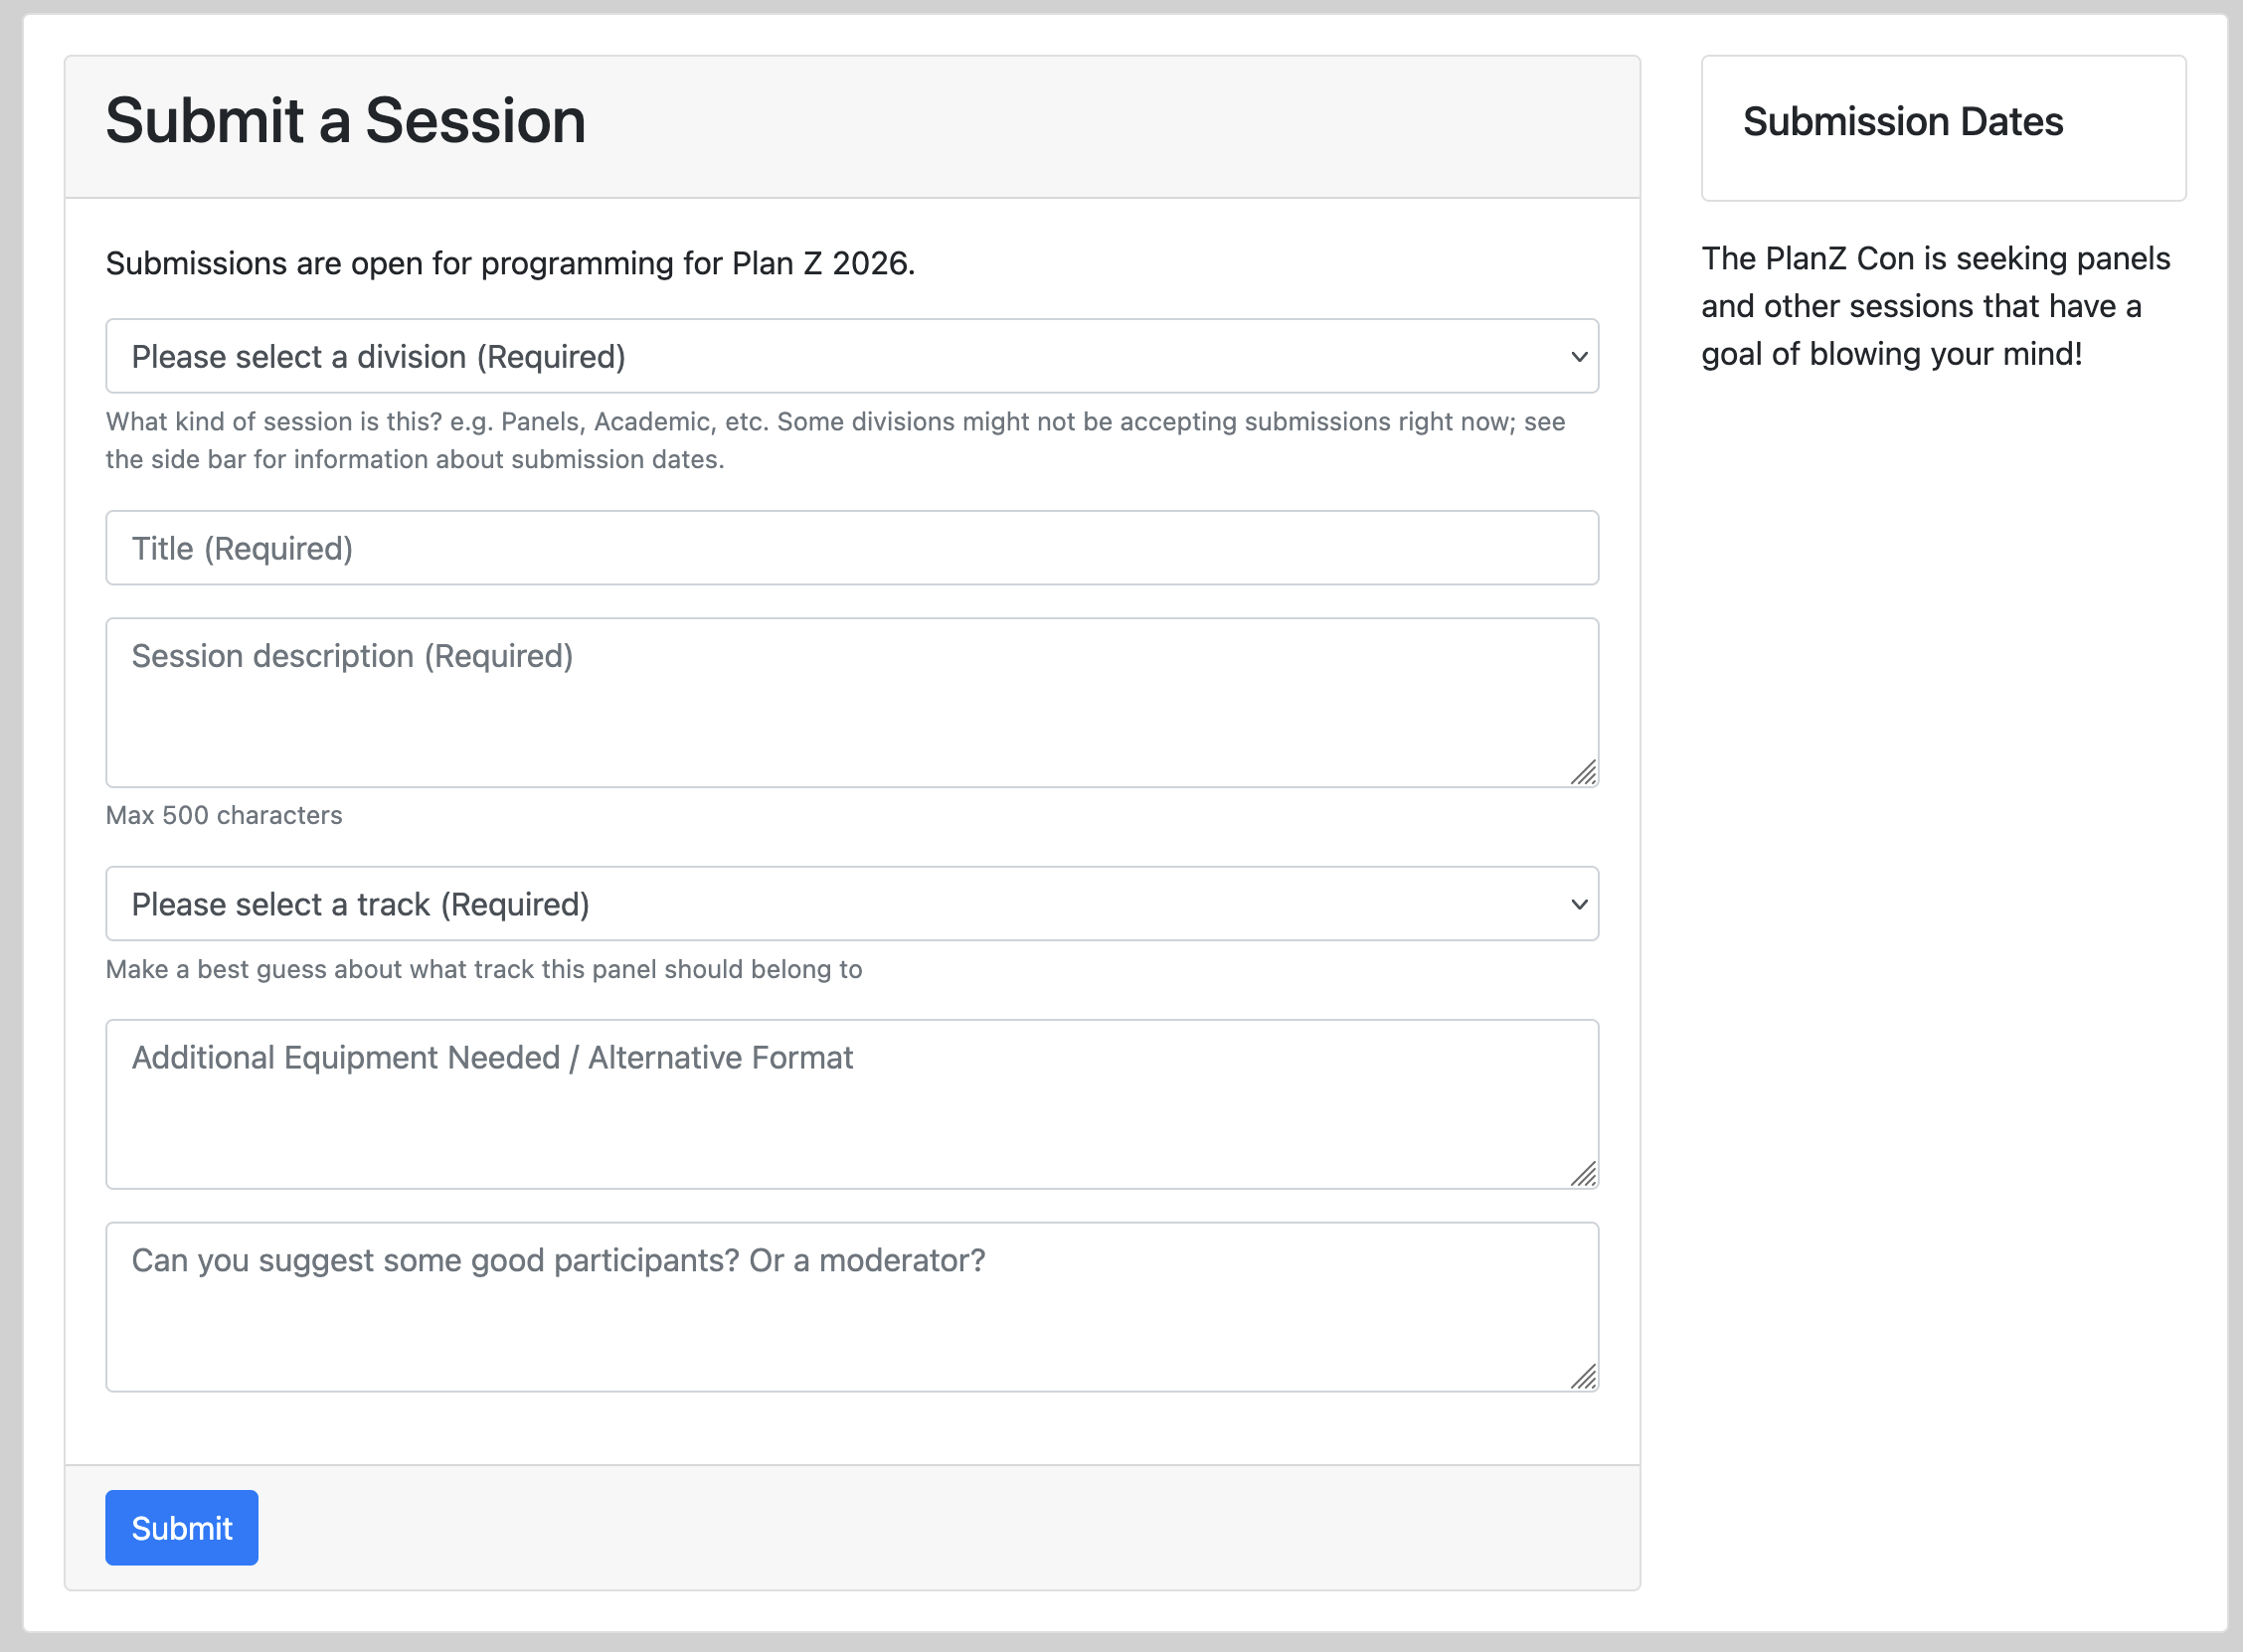 Submit a Session
Submissions are open for programming for Plan Z 2026.
Please select a division (Required)
What kind of session is this? e.g. Panels, Academic, etc. Some divisions might not be accepting submissions right now; see
the side bar for information about submission dates.
Title (Required)
Session description (Required)
Max 500 characters
Please select a track (Required)
Make a best guess about what track this panel should belong to
Additional Equipment Needed / Alternative Format
Can you suggest some good participants? Or a moderator?
Submit
Submission Dates
The PlanZ Con is seeking panels
and other sessions that have a
goal of blowing your mind!